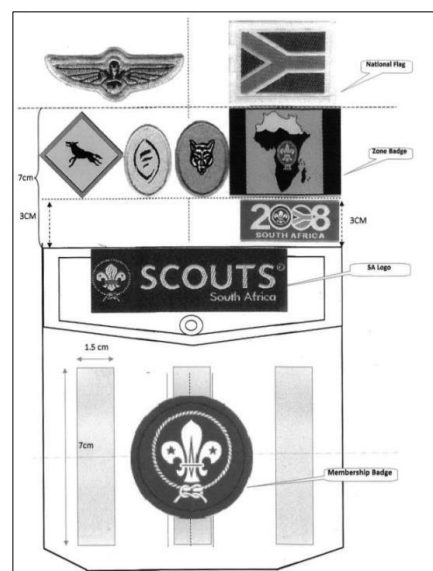 National Flag
7cm
Zone Badge
3CM
2008
SOUTH AFRICA
3CM
SCOUTS©
South Africa
SA Logo
1.5 cm
7cm
Membership Badge